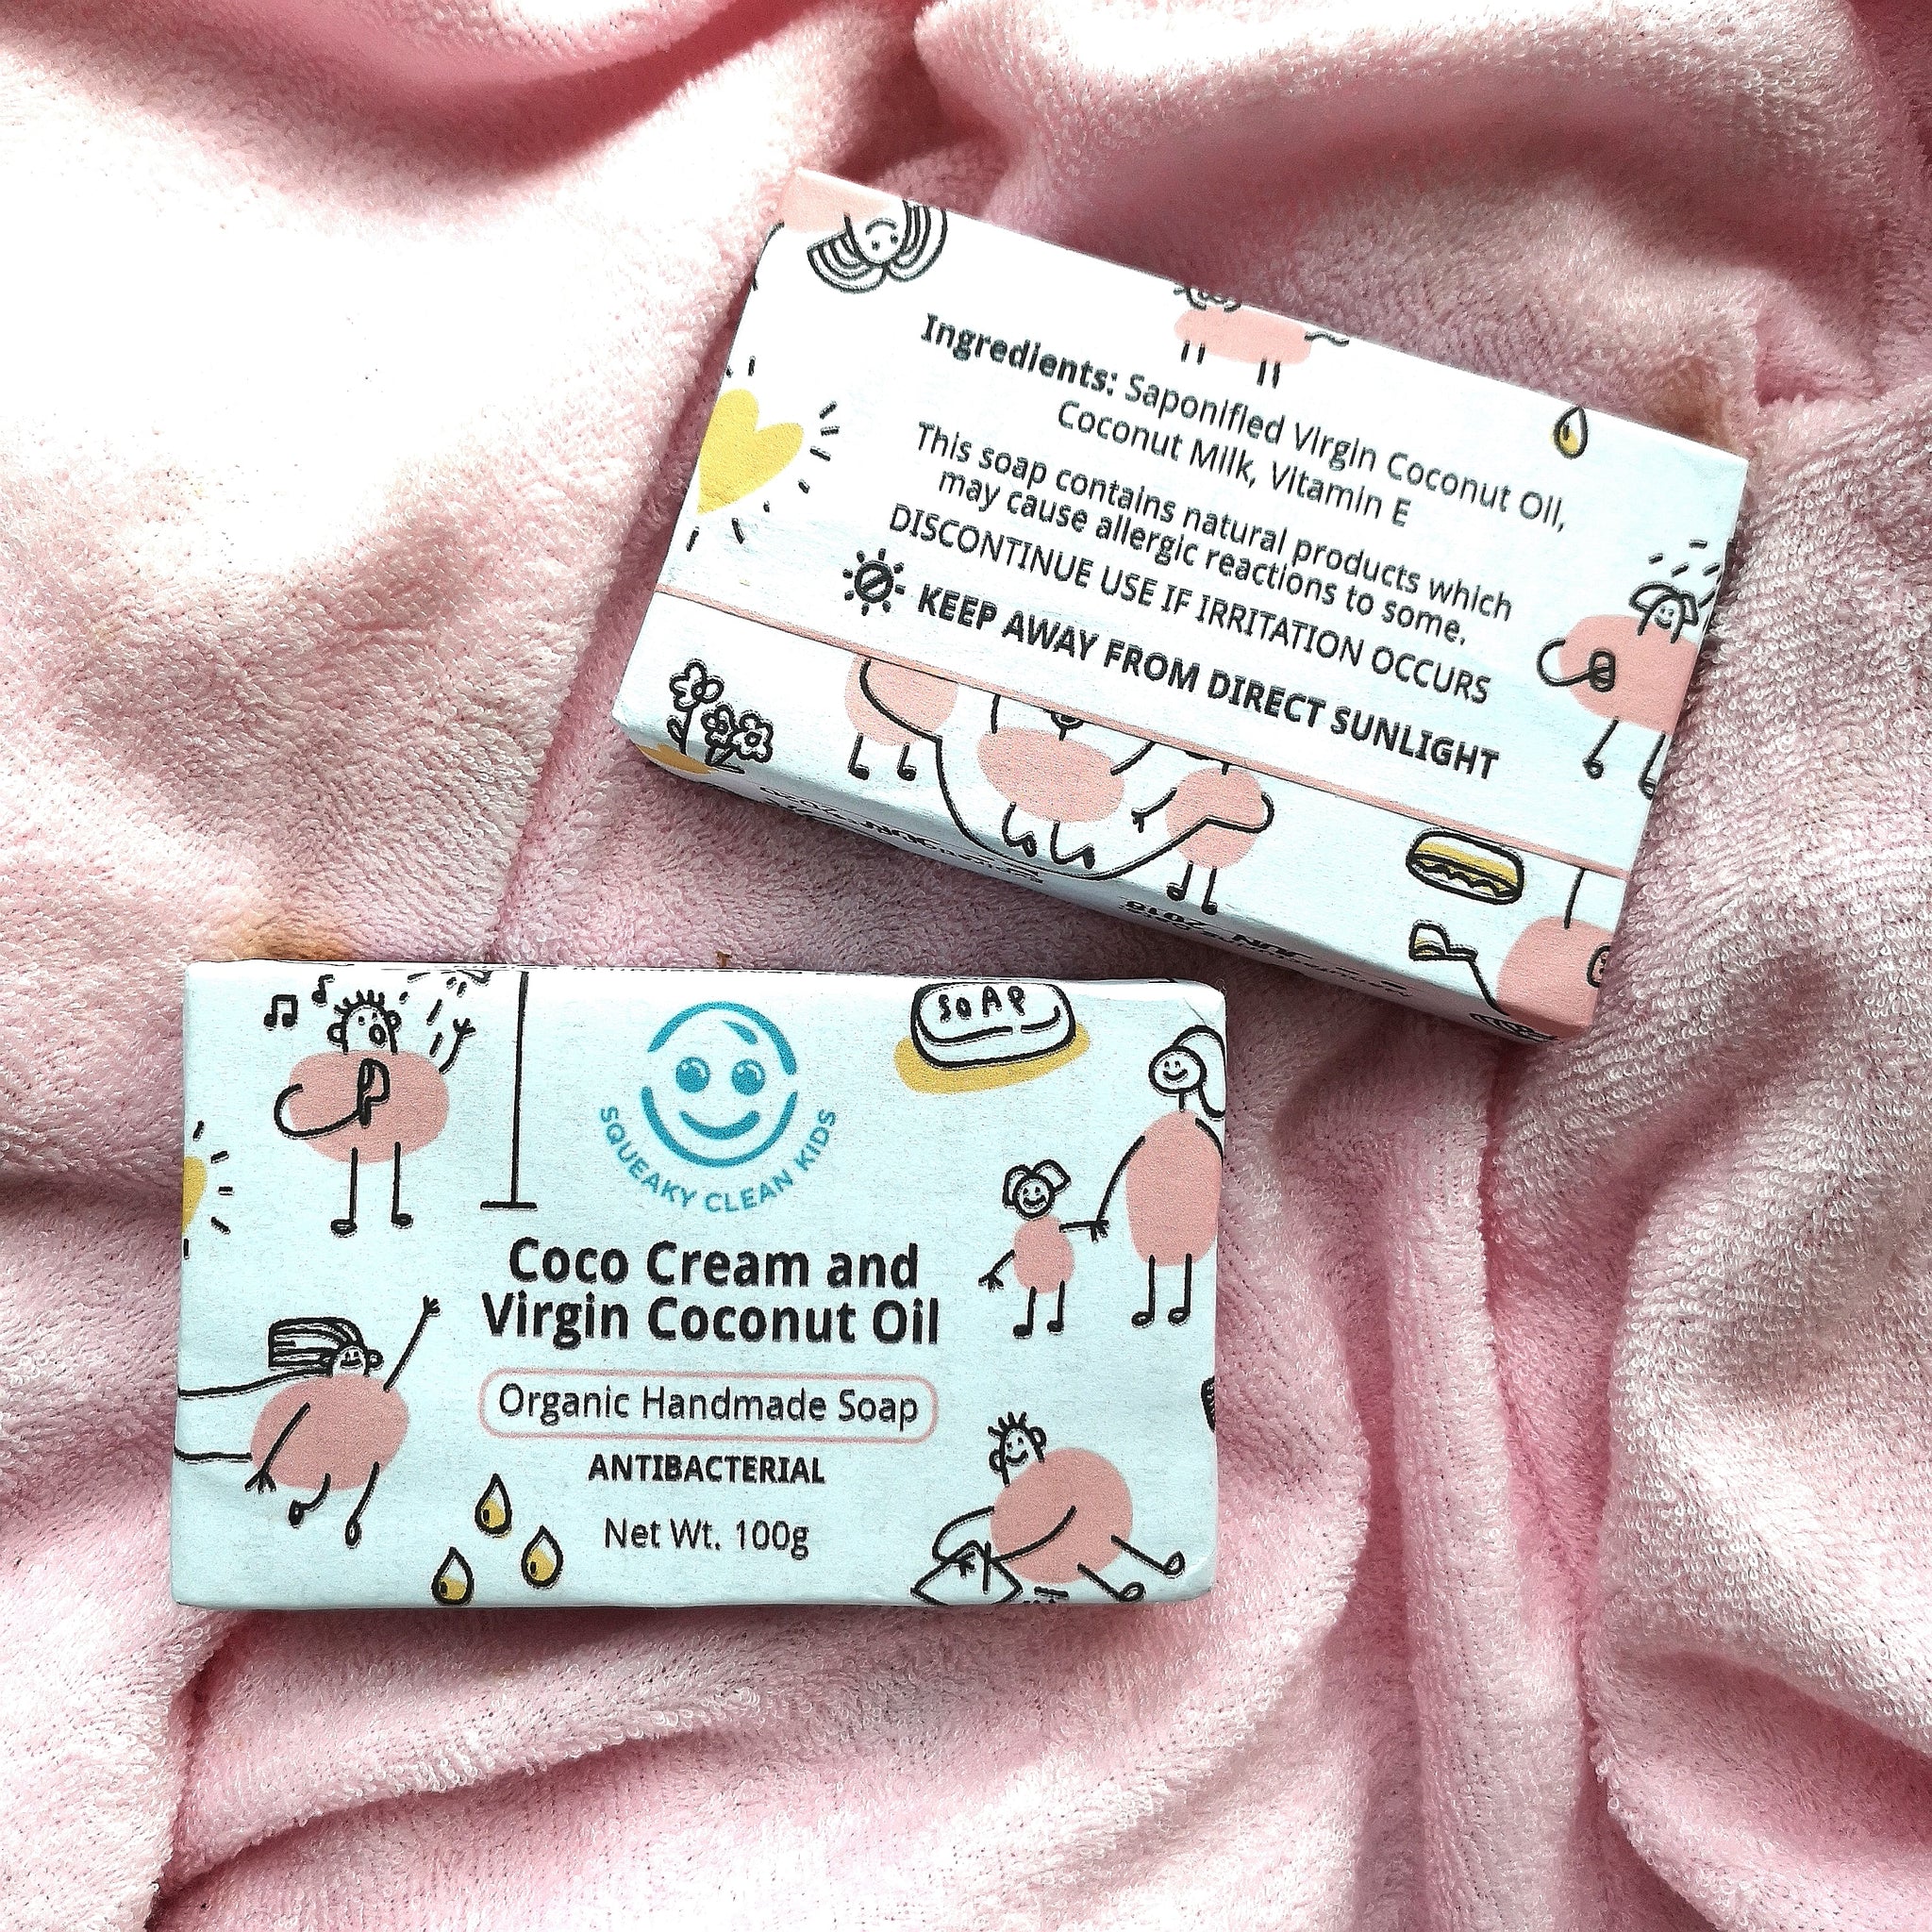 Ingredients: Saponified Virgin Coconut Oil,
Coconut Milk, Vitamin E
This soap contains natural products which
may cause allergic reactions to some.
DISCONTINUE USE IF IRRITATION OCCURS
KEEP AWAY FROM DIRECT SUNLIGHT
JUN 2018
SOAP
SQUEAKY CLEAN KIDS
Coco Cream and
Virgin Coconut Oil
Organic Handmade Soap
ANTIBACTERIAL
Net Wt. 100g